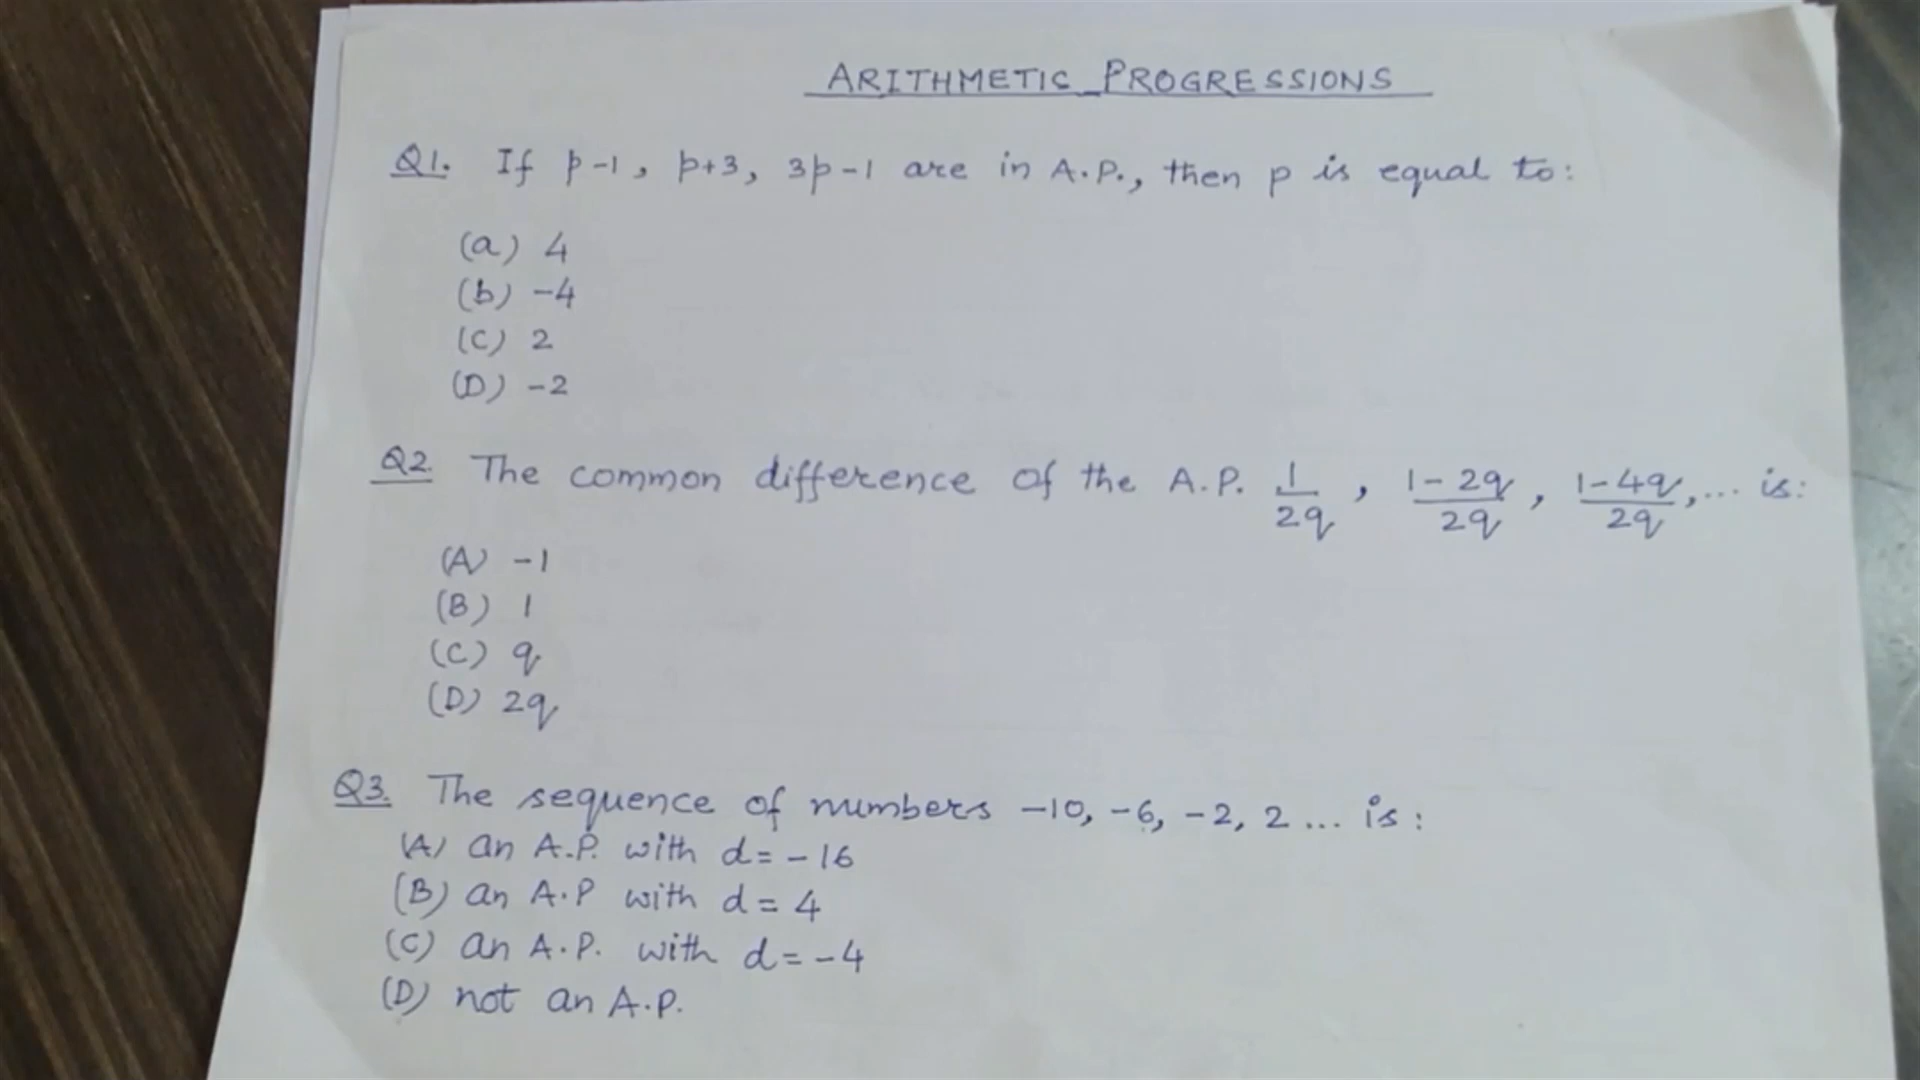 ARITHMETIC PROGRESSIONS
Q1. If p-1, p+3, 3p-1 are in A.P., then p is equal to:
(a) 4
(b) -4
(C) 2
(D) -2
Q2. The common difference of the A.P. 1/2q, 1-2q/2q, 1-4q/2q,... is:
(A) -1
(B) 1
(C) q
(D) 2q
Q3. The sequence of numbers -10, -6, -2, 2 ... is:
(A) an A.P. with d = -16
(B) an A.P with d = 4
(C) an A.P. with d = -4
(D) not an A.P.